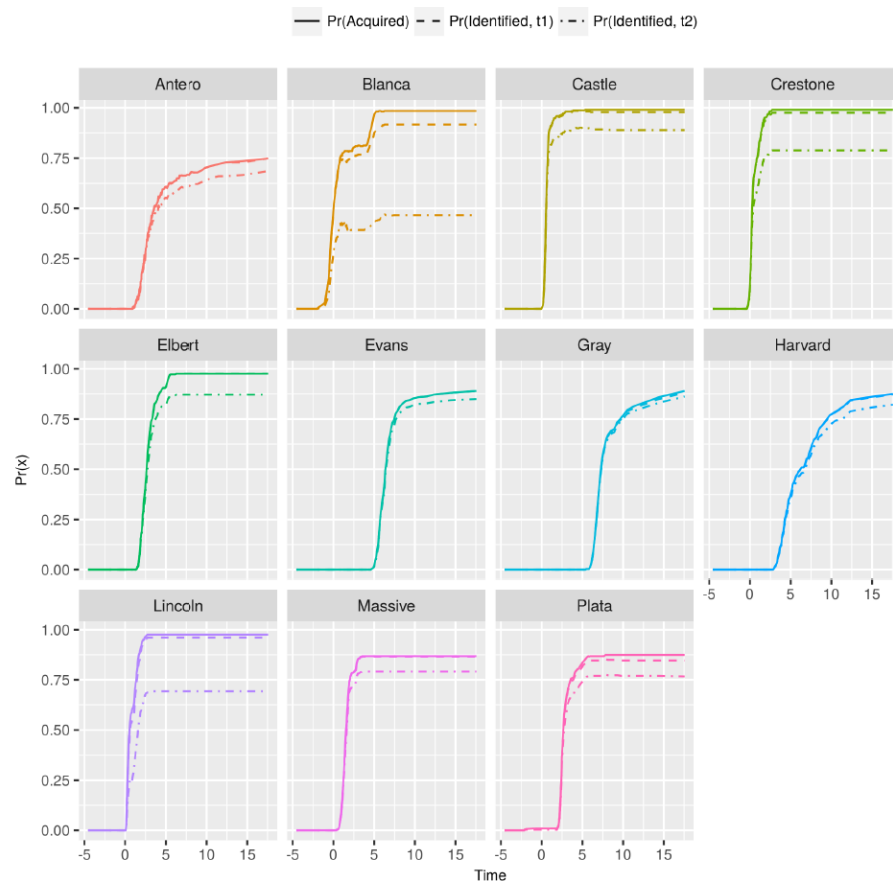 Pr(Acquired) Pr(Identified, t1) Pr(Identified, t2)
Antero Blanca Castle Crestone
1.00
0.75
0.50
0.25
0.00
Elbert Evans Gray Harvard
1.00
0.75
0.50
0.25
0.00
Pr(x)
-5 0 5 10 15
Lincoln Massive Plata
1.00
0.75
0.50
0.25
0.00
-5 0 5 10 15 -5 0 5 10 15 -5 0 5 10 15
Time